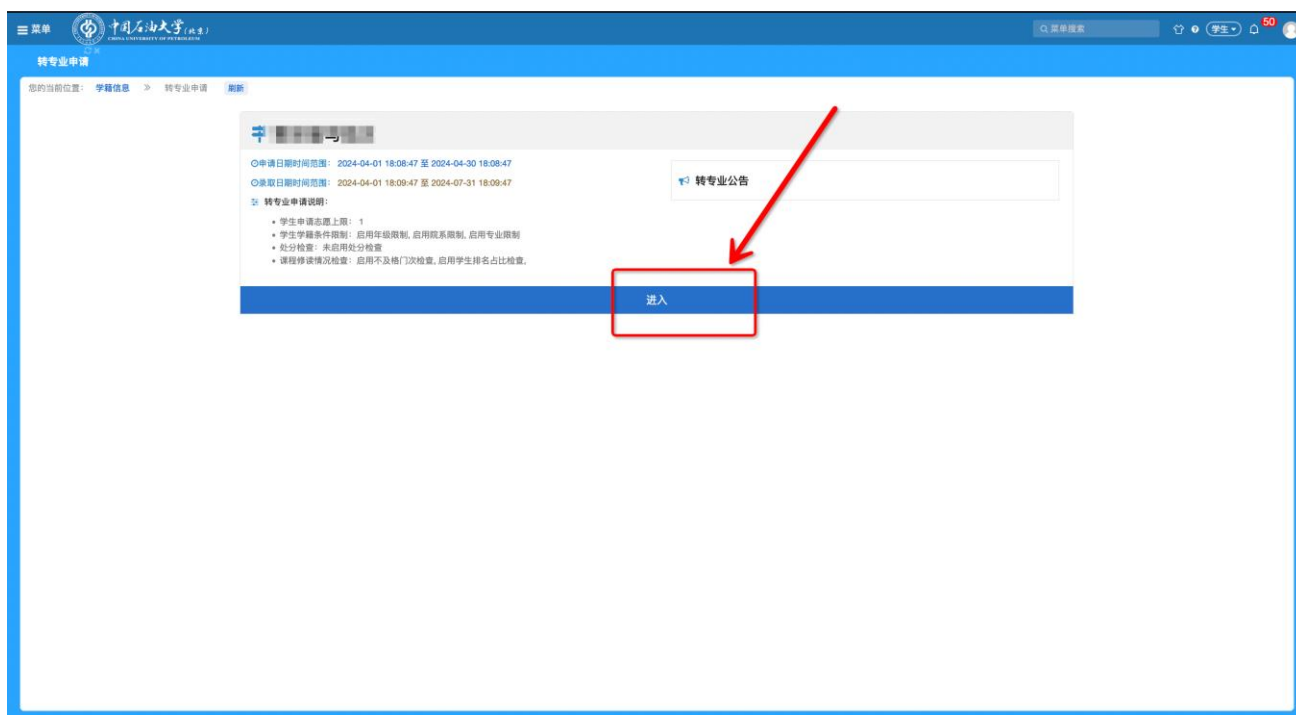 菜单
中国石油大学(北京)
CHINA UNIVERSITY OF PETROLEUM
菜单搜索
学生
50
转专业申请
您的当前位置： 学籍信息 》 转专业申请 刷新
申请日期时间范围： 2024-04-01 18:08:47 至 2024-04-30 18:08:47
录取日期时间范围： 2024-04-01 18:09:47 至 2024-07-31 18:09:47
转专业申请说明：
• 学生申请志愿上限： 1
• 学生学籍条件限制： 启用年级限制, 启用院系限制, 启用专业限制
• 处分检查： 未启用处分检查
• 课程修读情况检查： 启用不及格门次检查, 启用学生排名占比检查,
转专业公告
进入